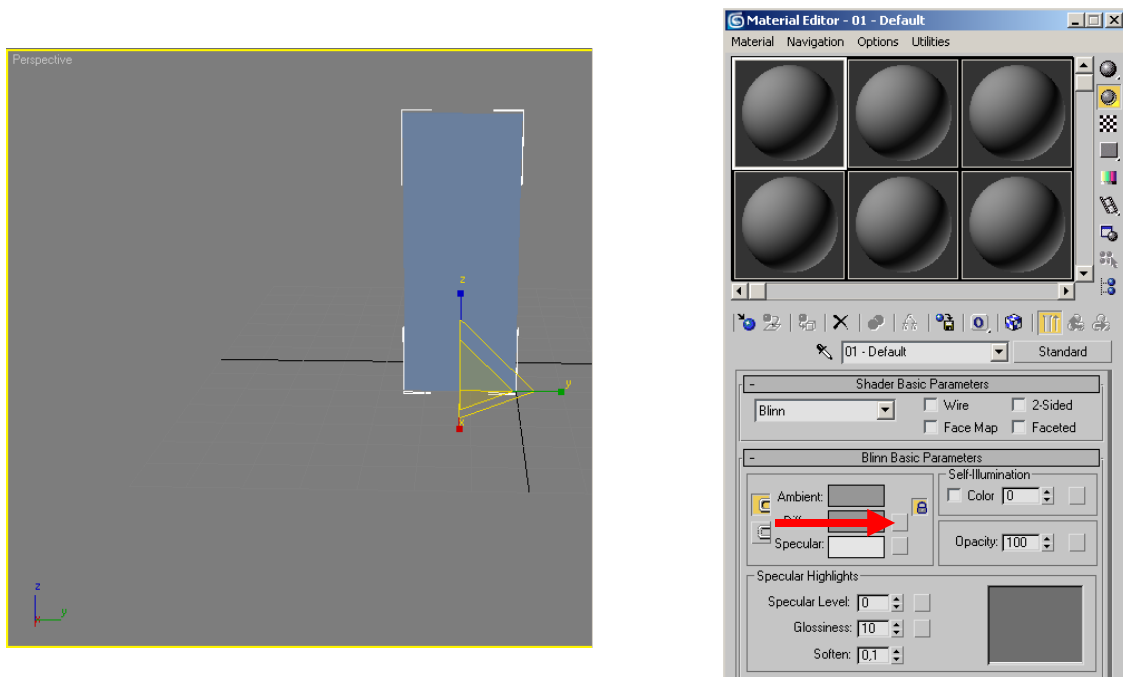 Perspective
z
y
x
z
y
x
Material Editor - 01 - Default
Material Navigation Options Utilities
01 - Default
Standard
- Shader Basic Parameters
Blinn
Wire 2-Sided
Face Map Faceted
- Blinn Basic Parameters
Self-Illumination
Ambient:
Color 0
Specular:
Opacity: 100
Specular Highlights
Specular Level: 0
Glossiness: 10
Soften: 0,1